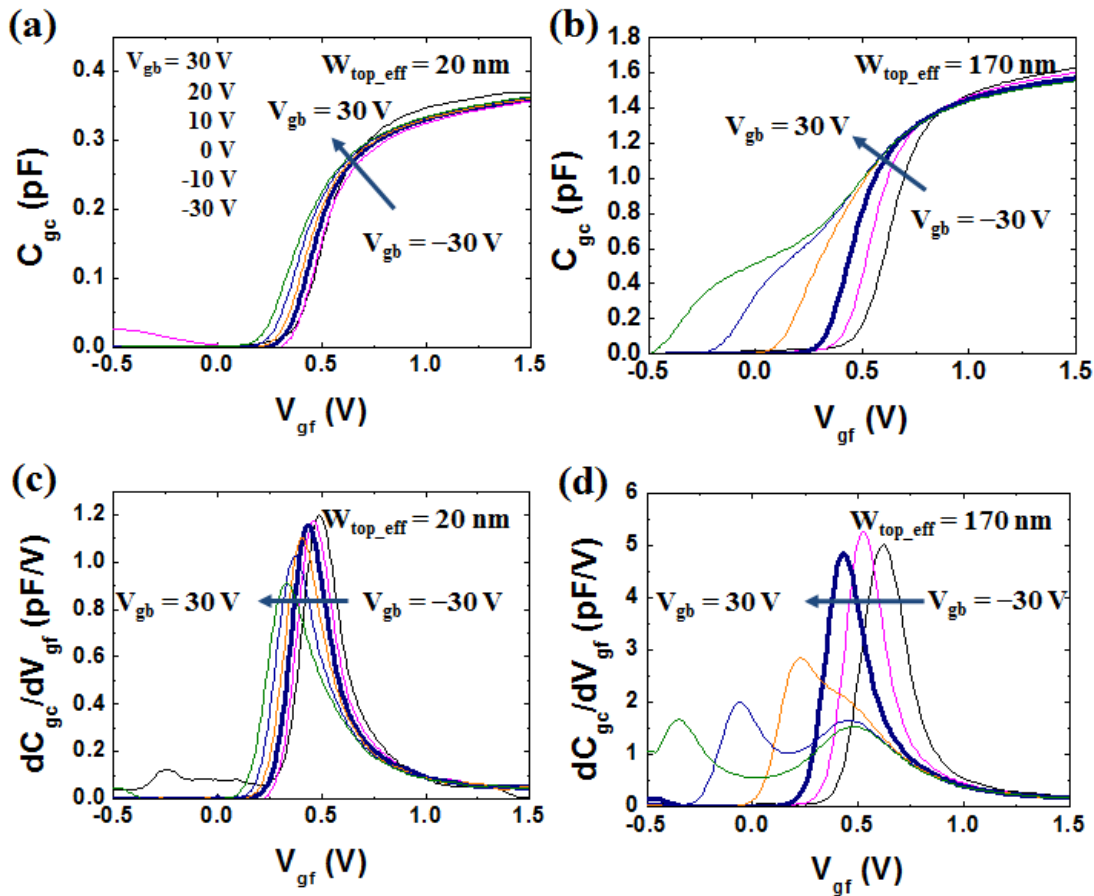 (a)
V_gb = 30 V
20 V
10 V
0 V
-10 V
-30 V
W_top_eff = 20 nm
V_gb = 30 V
V_gb = −30 V
0.4
0.3
0.2
0.1
0.0
C_gc (pF)
-0.5 0.0 0.5 1.0 1.5
V_gf (V)
(b)
W_top_eff = 170 nm
V_gb = 30 V
V_gb = −30 V
1.8
1.6
1.4
1.2
1.0
0.8
0.6
0.4
0.2
0.0
C_gc (pF)
-0.5 0.0 0.5 1.0 1.5
V_gf (V)
(c)
W_top_eff = 20 nm
V_gb = 30 V
V_gb = −30 V
1.2
1.0
0.8
0.6
0.4
0.2
0.0
dC_gc/dV_gf (pF/V)
-0.5 0.0 0.5 1.0 1.5
V_gf (V)
(d)
W_top_eff = 170 nm
V_gb = 30 V
V_gb = −30 V
6
5
4
3
2
1
0
dC_gc/dV_gf (pF/V)
-0.5 0.0 0.5 1.0 1.5
V_gf (V)